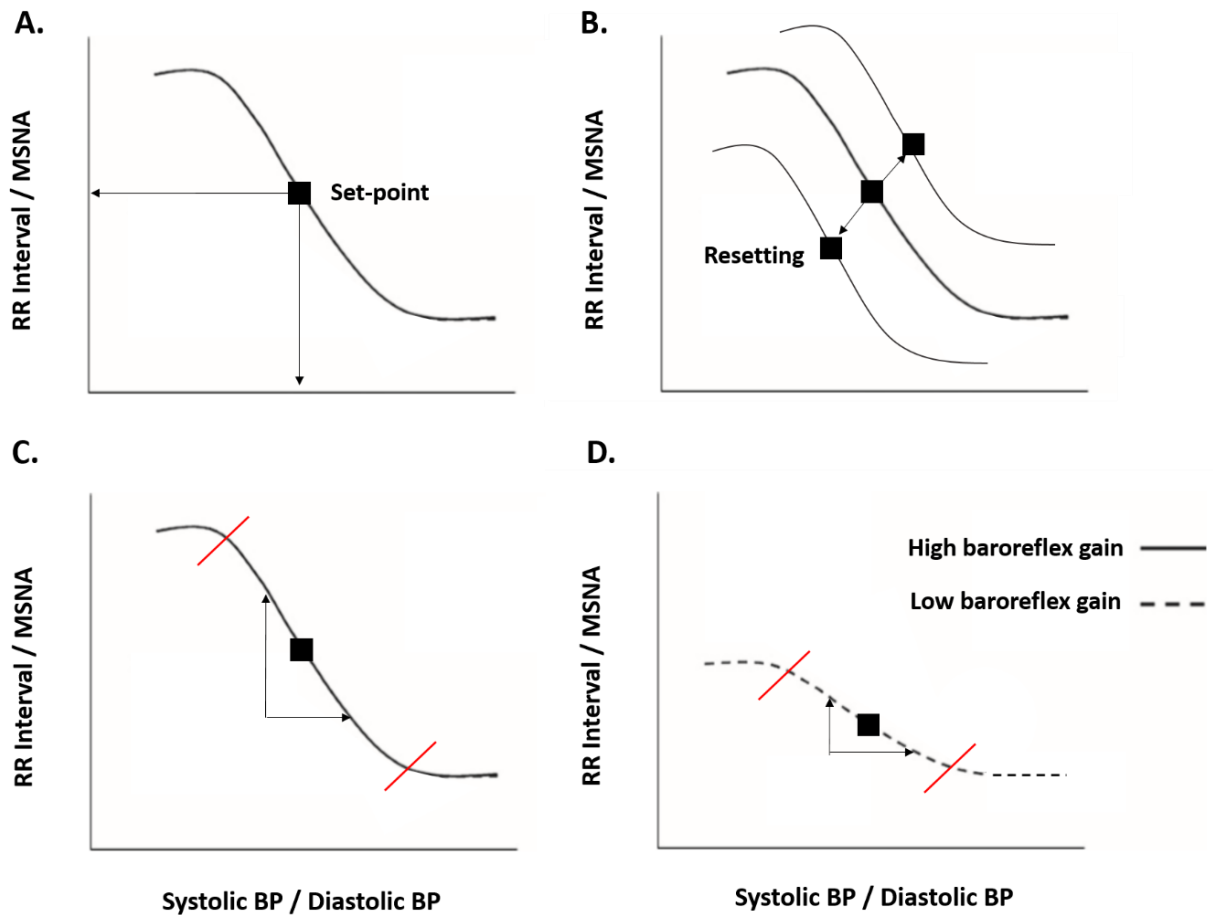 A.
RR Interval / MSNA
Set-point
B.
RR Interval / MSNA
Resetting
C.
RR Interval / MSNA
Systolic BP / Diastolic BP
D.
RR Interval / MSNA
High baroreflex gain
Low baroreflex gain
Systolic BP / Diastolic BP